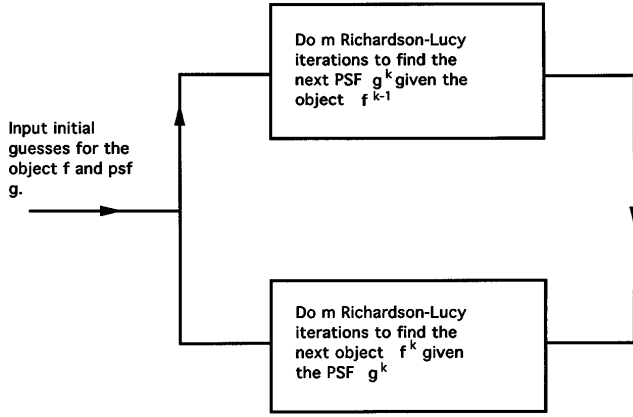 Do m Richardson-Lucy
iterations to find the
next PSF g^k given the
object f^k-1
Input initial
guesses for the
object f and psf
g.
Do m Richardson-Lucy
iterations to find the
next object f^k given
the PSF g^k